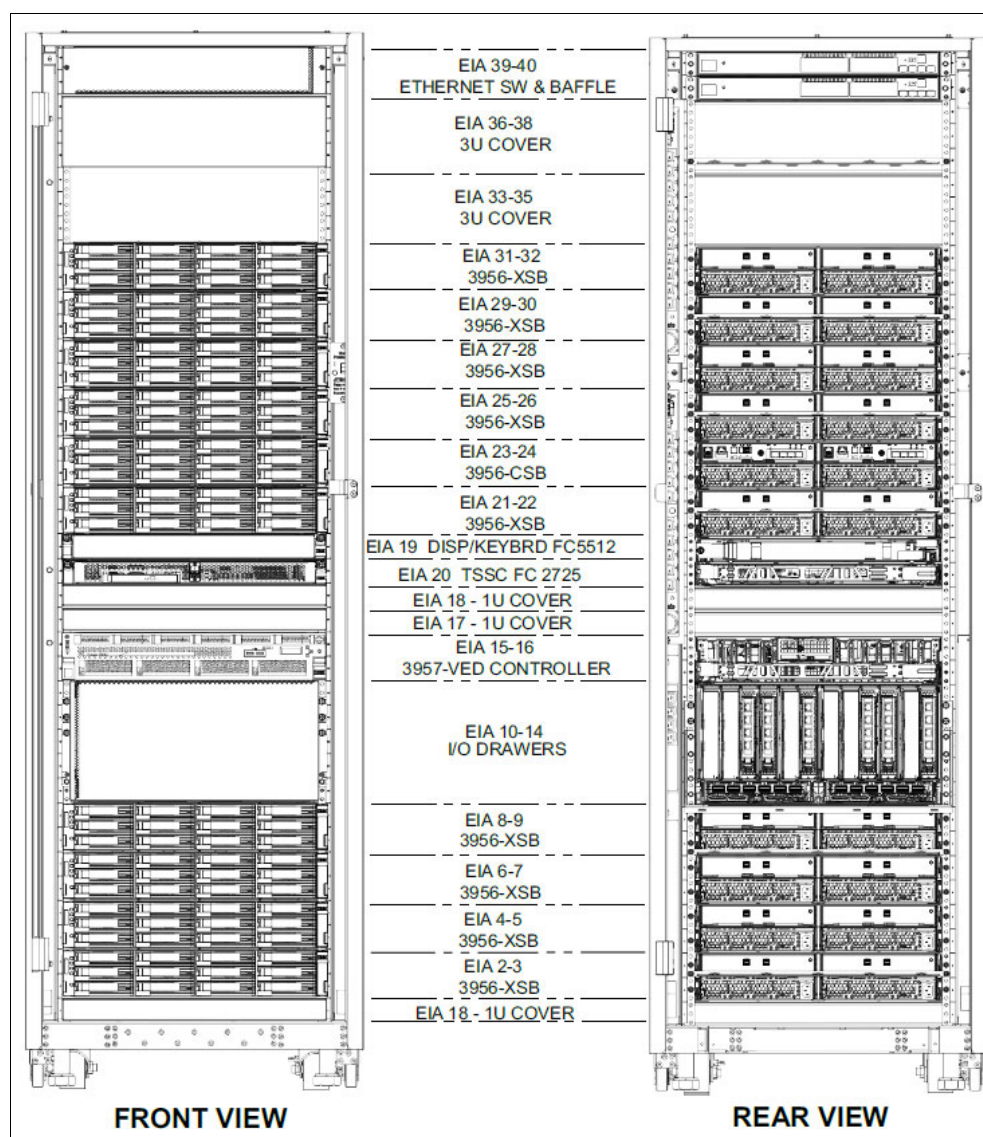 EIA 39-40
ETHERNET SW & BAFFLE
EIA 36-38
3U COVER
EIA 33-35
3U COVER
EIA 31-32
3956-XSB
EIA 29-30
3956-XSB
EIA 27-28
3956-XSB
EIA 25-26
3956-XSB
EIA 23-24
3956-CSB
EIA 21-22
3956-XSB
EIA 19 DISP/KEYBRD FC5512
EIA 20 TSSC FC 2725
EIA 18 - 1U COVER
EIA 17 - 1U COVER
EIA 15-16
3957-VED CONTROLLER
EIA 10-14
I/O DRAWERS
EIA 8-9
3956-XSB
EIA 6-7
3956-XSB
EIA 4-5
3956-XSB
EIA 2-3
3956-XSB
EIA 18 - 1U COVER
FRONT VIEW
REAR VIEW